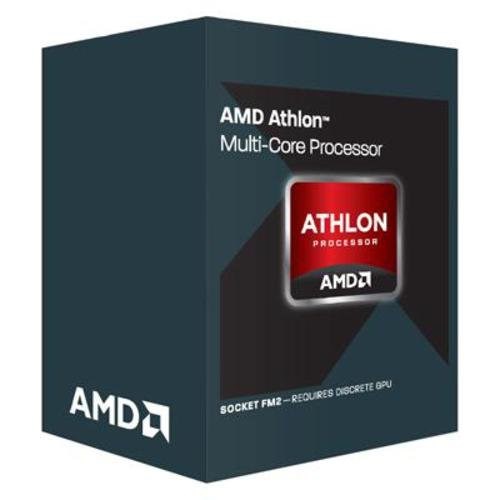 AMD Athlon™
Multi-Core Processor
ATHLON
PROCESSOR
AMD
SOCKET FM2 — REQUIRES DISCRETE GPU
AMD